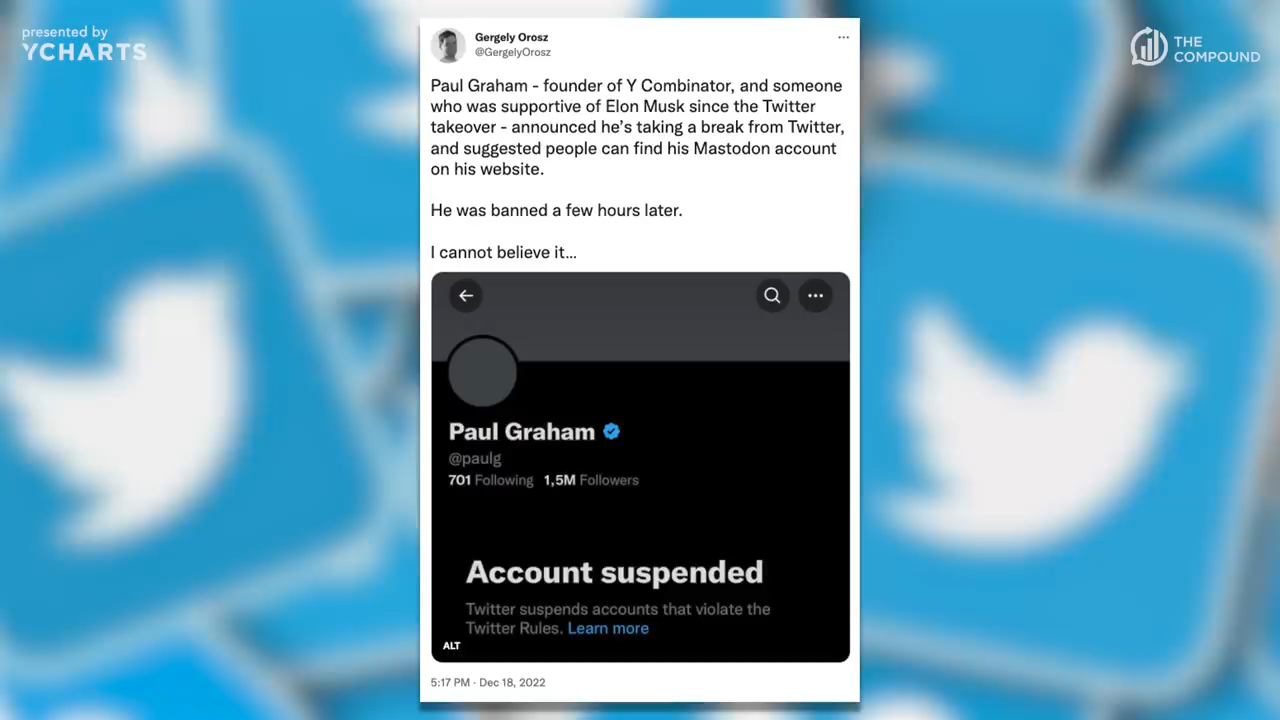 presented by
YCHARTS
THE
COMPOUND
Gergely Orosz
@GergelyOrosz
Paul Graham - founder of Y Combinator, and someone
who was supportive of Elon Musk since the Twitter
takeover - announced he’s taking a break from Twitter,
and suggested people can find his Mastodon account
on his website.
He was banned a few hours later.
I cannot believe it...
Paul Graham
@paulg
701 Following 1,5M Followers
Account suspended
Twitter suspends accounts that violate the
Twitter Rules. Learn more
ALT
5:17 PM · Dec 18, 2022